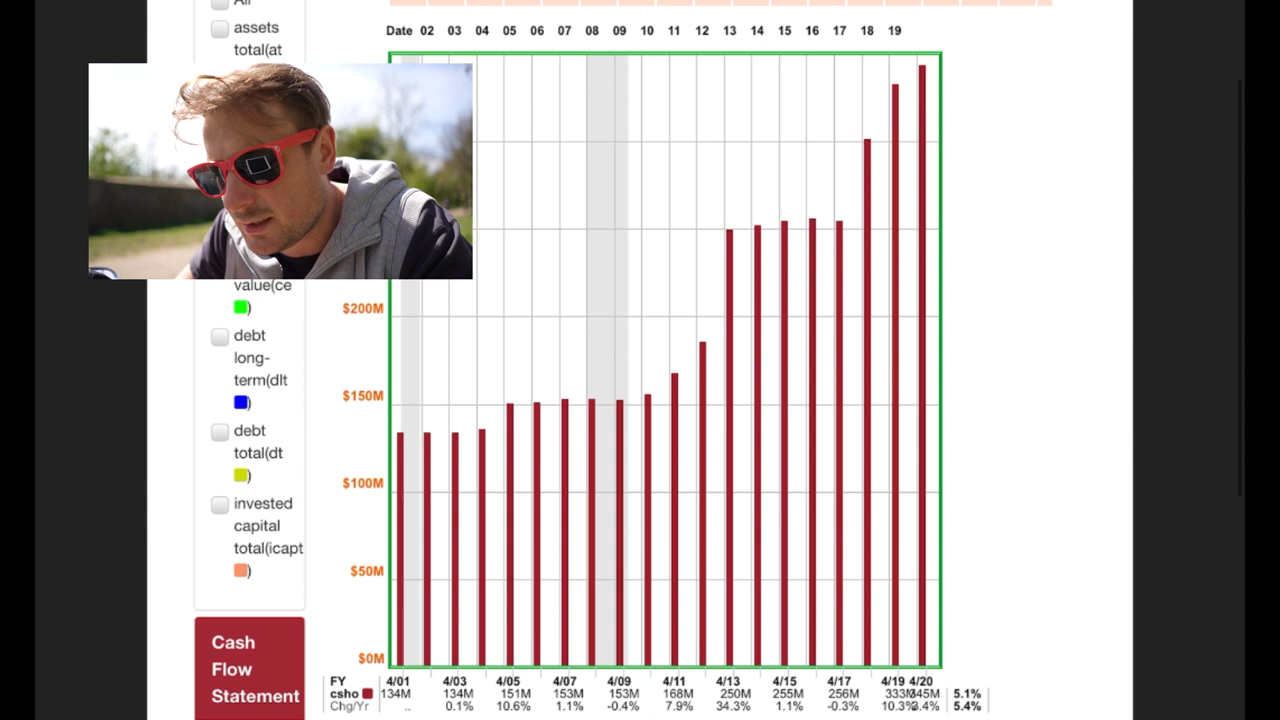 All
assets
total(at
value(ce
)
debt
long-
term(dlt
)
debt
total(dt
)
invested
capital
total(icapt
)
Cash
Flow
Statement
Date 02 03 04 05 06 07 08 09 10 11 12 13 14 15 16 17 18 19
$200M
$150M
$100M
$50M
$0M
FY 4/01 4/03 4/05 4/07 4/09 4/11 4/13 4/15 4/17 4/19 4/20
csho 134M 134M 151M 153M 153M 168M 250M 255M 256M 333M 345M 5.1%
Chg/Yr .. 0.1% 10.6% 1.1% -0.4% 7.9% 34.3% 1.1% -0.3% 10.3% 3.4% 5.4%